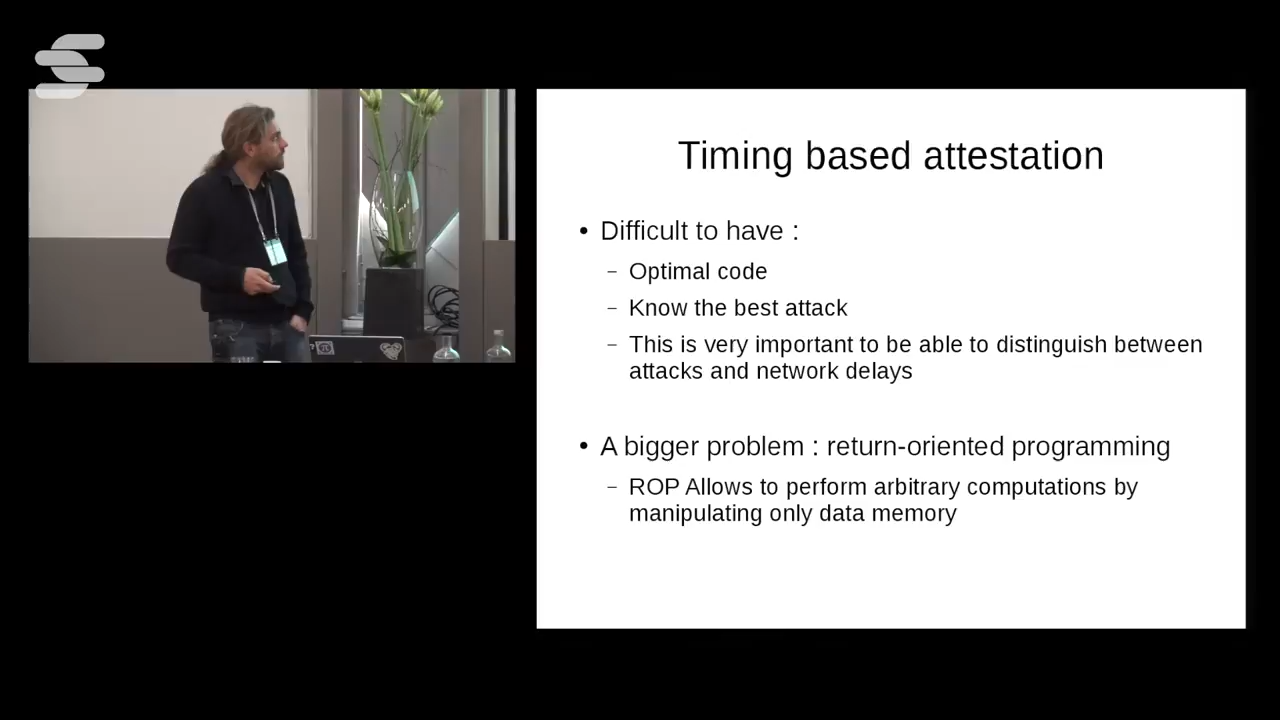 Timing based attestation
• Difficult to have :
– Optimal code
– Know the best attack
– This is very important to be able to distinguish between
attacks and network delays
• A bigger problem : return-oriented programming
– ROP Allows to perform arbitrary computations by
manipulating only data memory